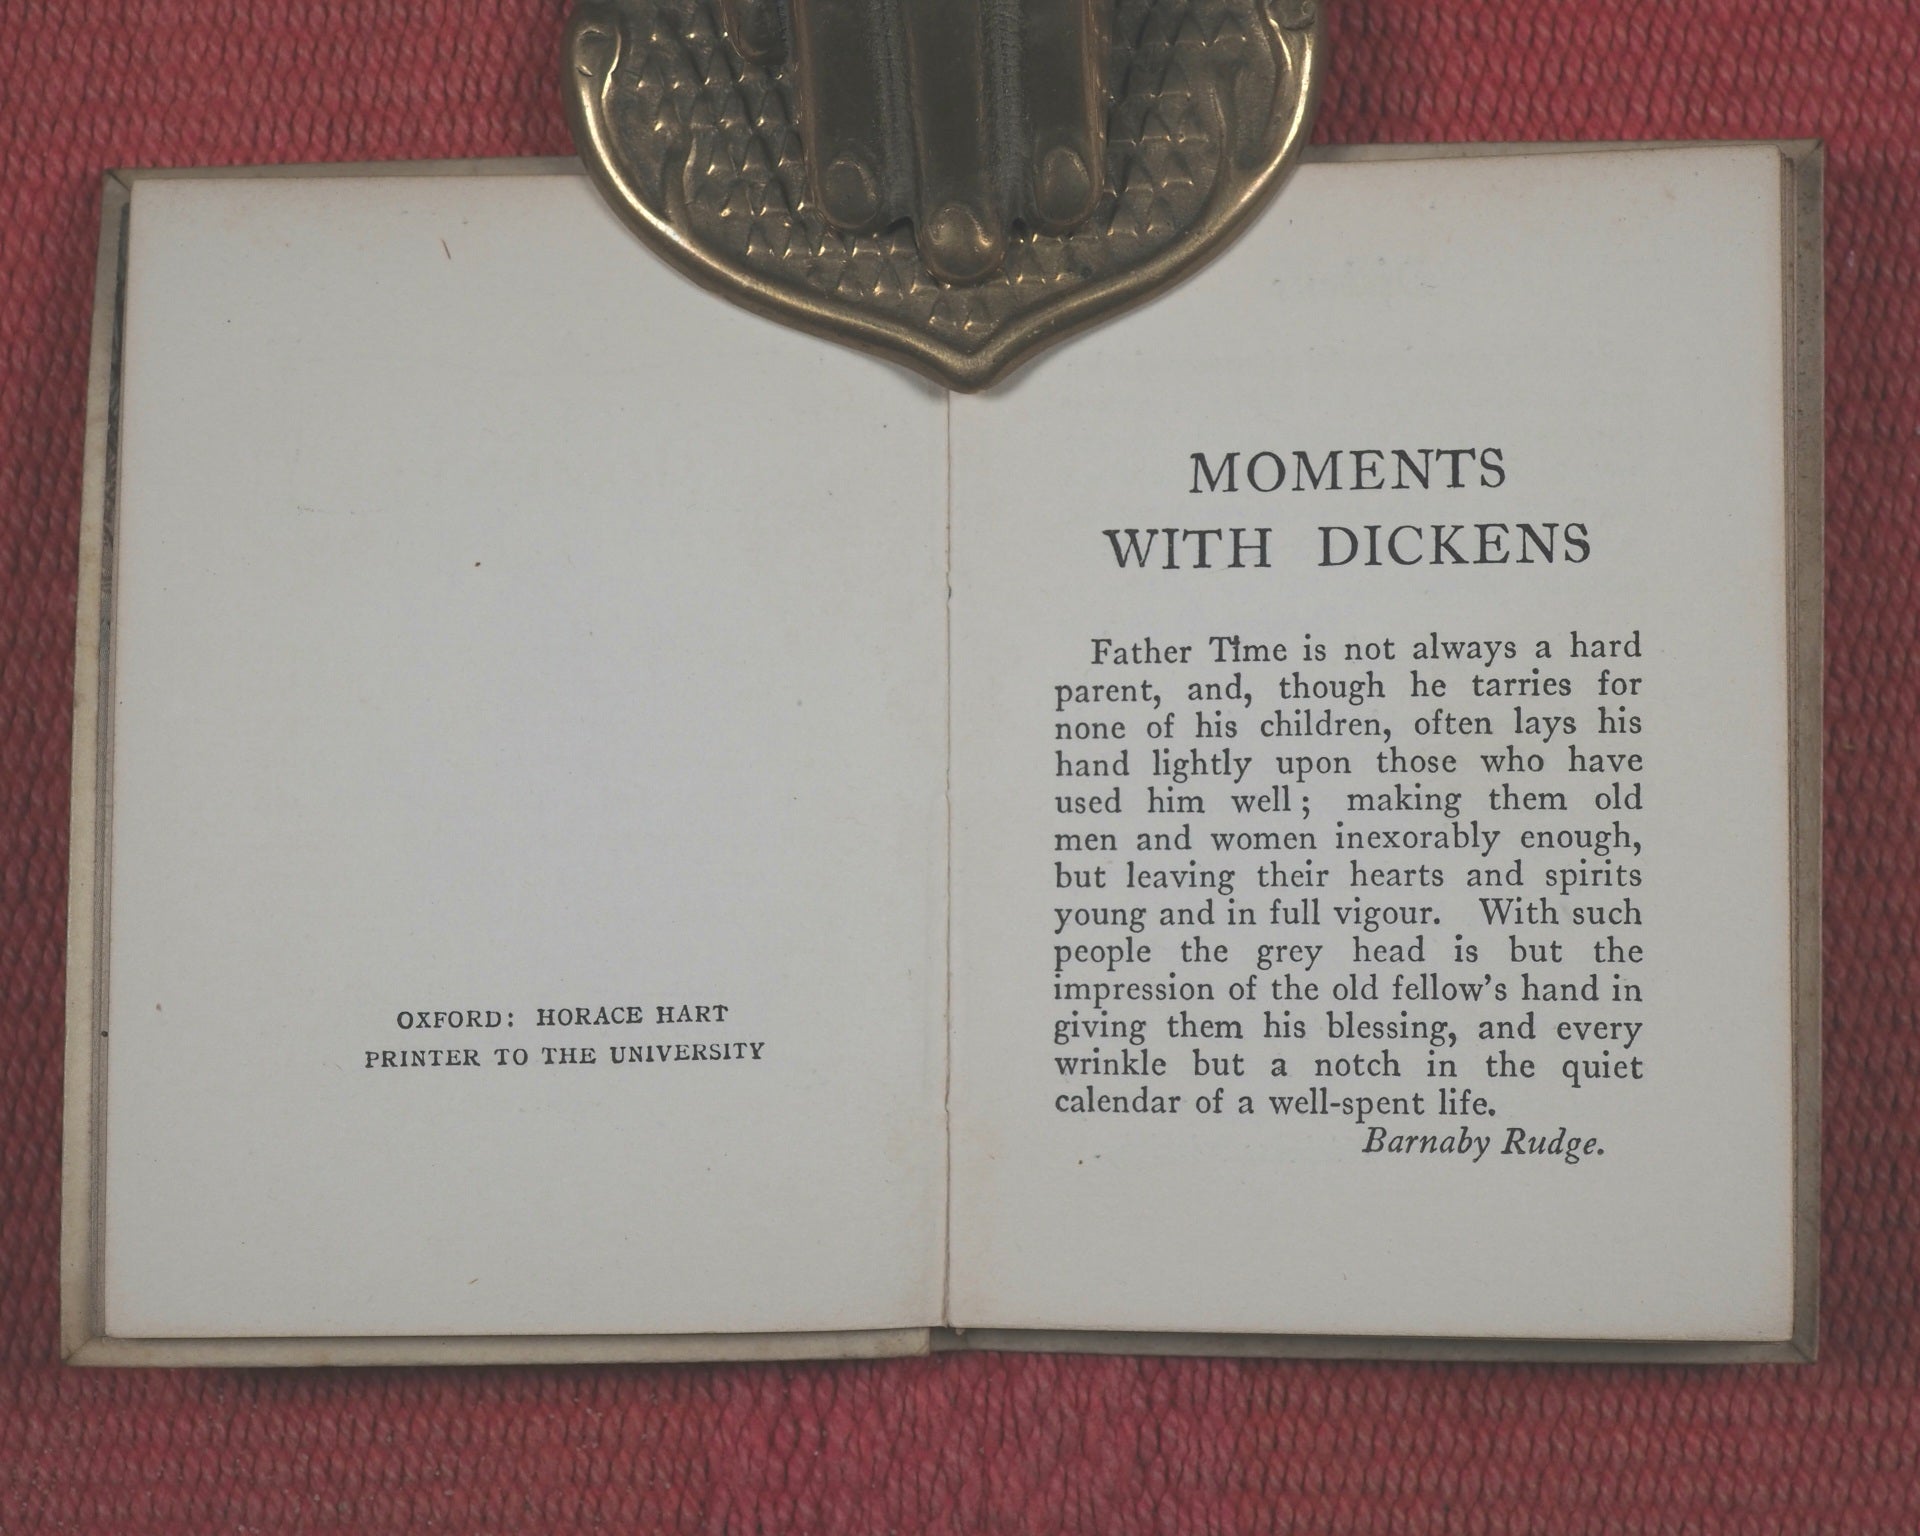 OXFORD: HORACE HART
PRINTER TO THE UNIVERSITY
MOMENTS
WITH DICKENS
Father Time is not always a hard
parent, and, though he tarries for
none of his children, often lays his
hand lightly upon those who have
used him well; making them old
men and women inexorably enough,
but leaving their hearts and spirits
young and in full vigour. With such
people the grey head is but the
impression of the old fellow's hand in
giving them his blessing, and every
wrinkle but a notch in the quiet
calendar of a well-spent life.
Barnaby Rudge.